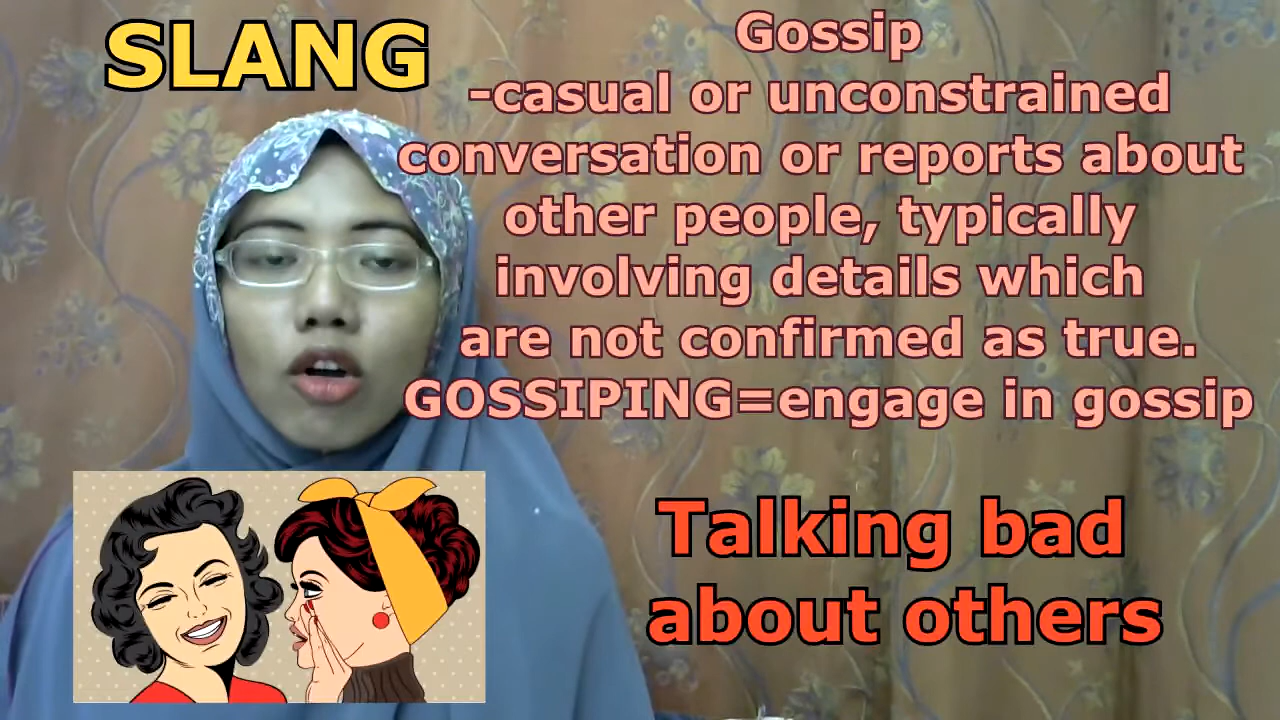 SLANG
Gossip
-casual or unconstrained
conversation or reports about
other people, typically
involving details which
are not confirmed as true.
GOSSIPING=engage in gossip
Talking bad
about others